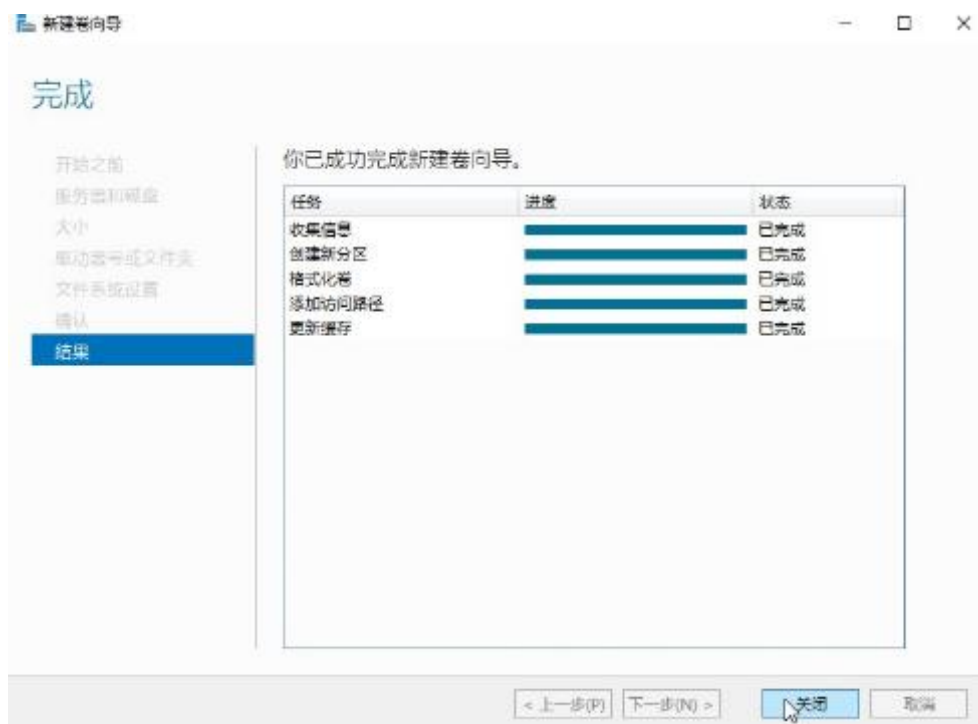 新建卷向导
完成
开始之前
服务器和磁盘
大小
驱动器号或文件夹
文件系统设置
确认
结果
你已成功完成新建卷向导。
任务 进度 状态
收集信息 已完成
创建新分区 已完成
格式化卷 已完成
添加访问路径 已完成
更新缓存 已完成
< 上一步(P) 下一步(N) > 关闭 取消